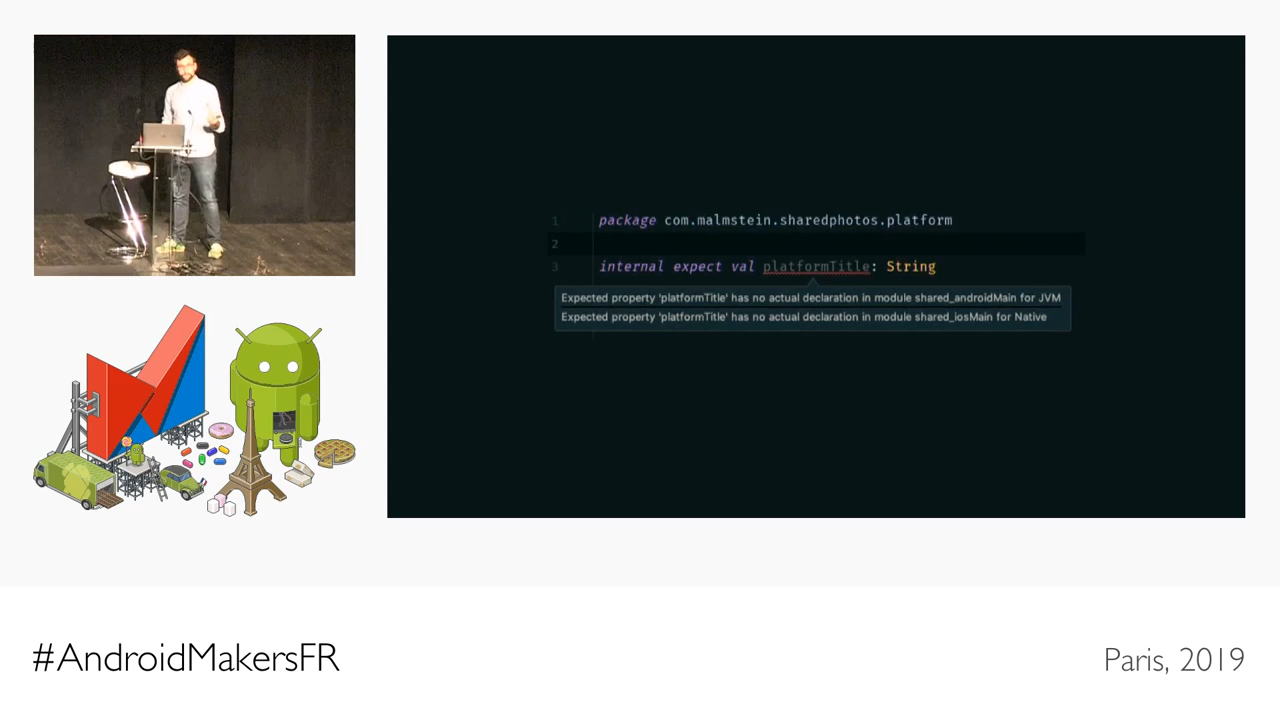 1 package com.malmstein.sharedphotos.platform
2
3 internal expect val platformTitle: String
Expected property 'platformTitle' has no actual declaration in module shared_androidMain for JVM
Expected property 'platformTitle' has no actual declaration in module shared_iosMain for Native
#AndroidMakersFR
Paris, 2019